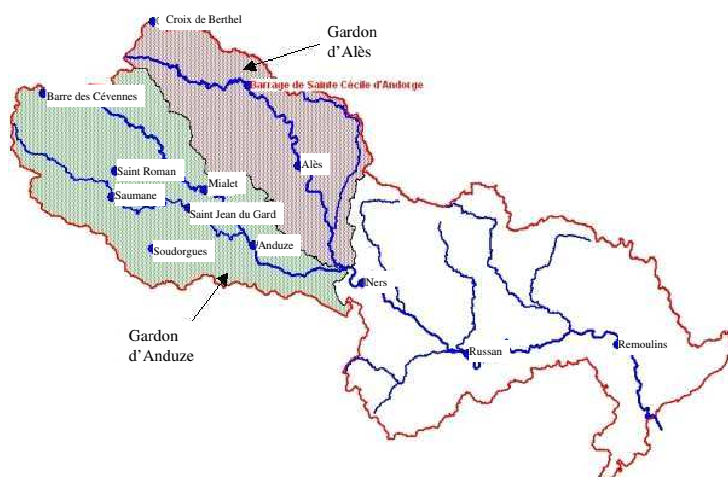 Croix de Berthel
Gardon
d'Alès
Barrage de Sainte Cécile d'Andorge
Barre des Cévennes
Alès
Saint Roman
Mialet
Saumane
Saint Jean du Gard
Anduze
Soudorgues
Ners
Gardon
d'Anduze
Russan
Remoulins